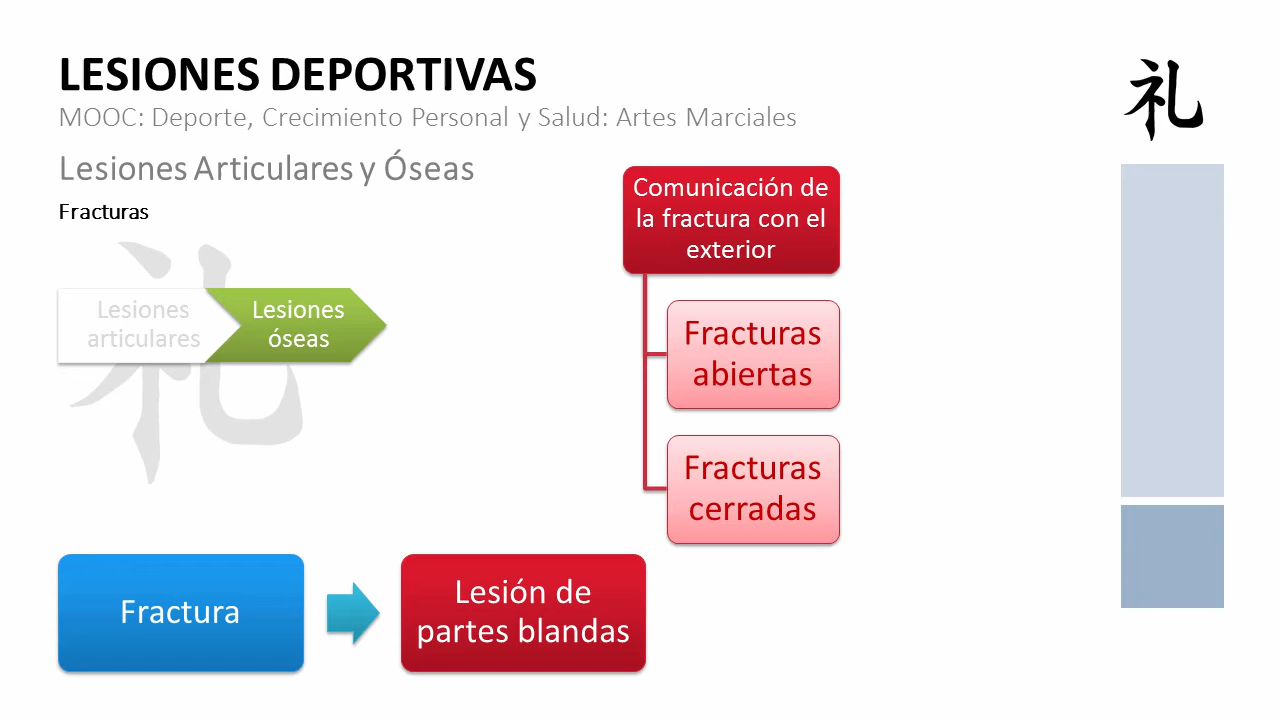 LESIONES DEPORTIVAS
礼
MOOC: Deporte, Crecimiento Personal y Salud: Artes Marciales
Lesiones Articulares y Óseas
Fracturas
礼
Lesiones
articulares
Lesiones
óseas
Comunicación de
la fractura con el
exterior
Fracturas
abiertas
Fracturas
cerradas
Fractura
Lesión de
partes blandas